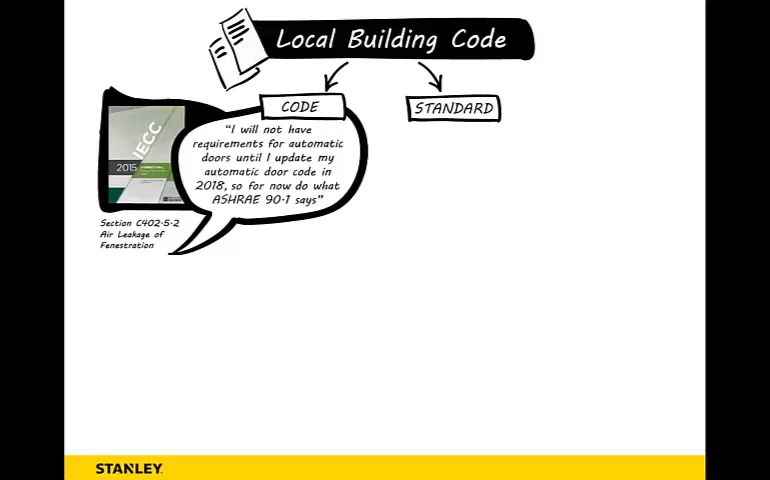 Local Building Code
CODE
STANDARD
"I will not have
requirements for automatic
doors until I update my
automatic door code in
2018, so for now do what
ASHRAE 90.1 says"
IECC
2015
Section C402.5.2
Air Leakage of
Fenestration
STANLEY